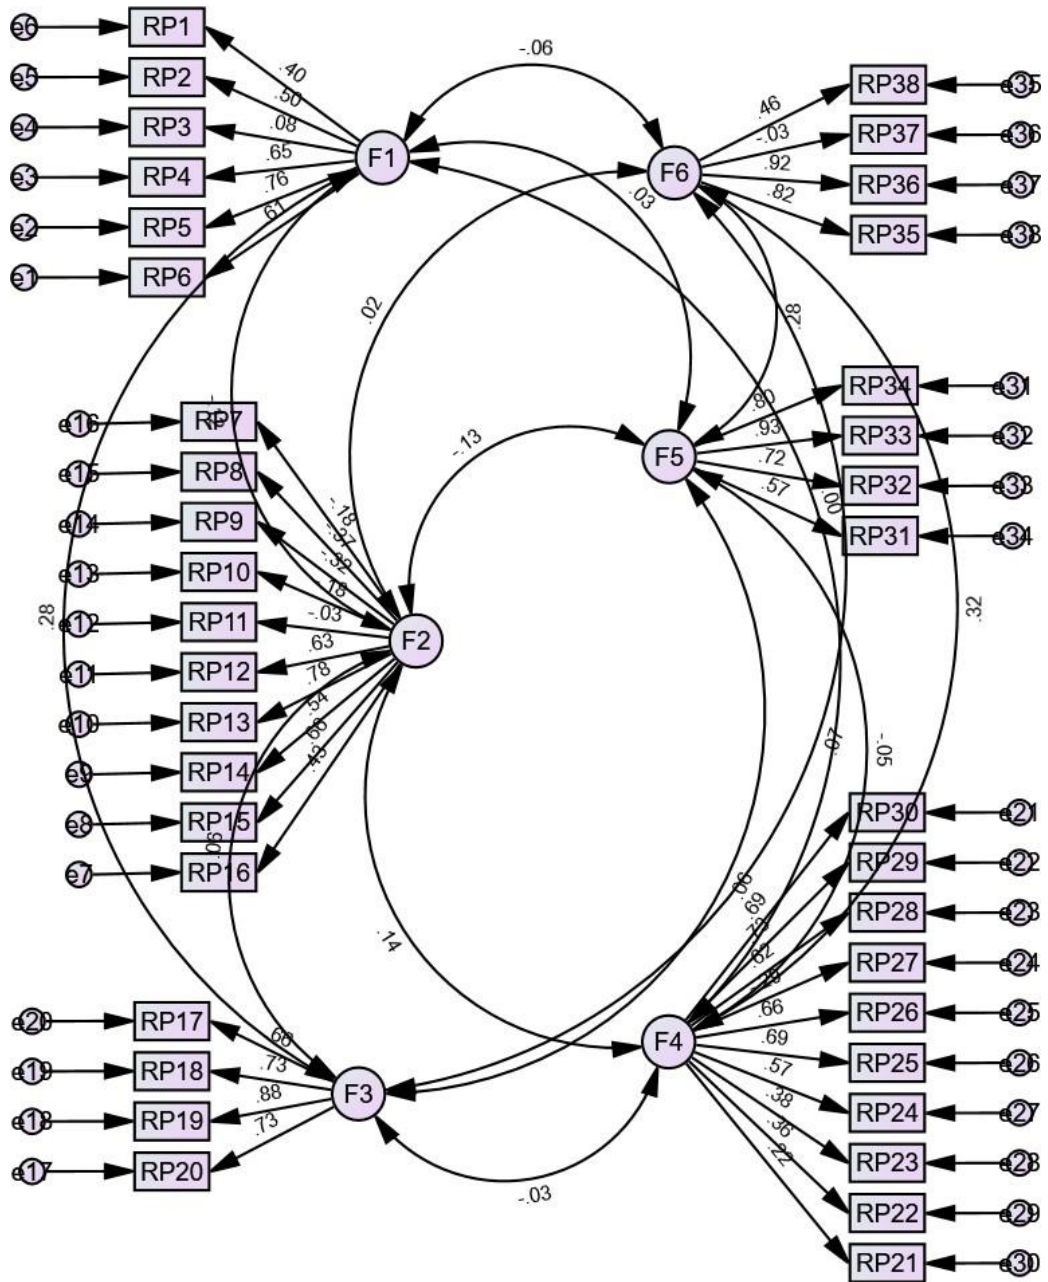 e6 RP1
e5 RP2
e4 RP3
e3 RP4
e2 RP5
e1 RP6
.40
.50
.08
.65
.76
.61
F1
-.06
F6
.46
-.03
.92
.82
RP38 e35
RP37 e36
RP36 e37
RP35 e38
.03
.02
.28
e16 RP7
e15 RP8
e14 RP9
e13 RP10
e12 RP11
e11 RP12
e10 RP13
e9 RP14
e8 RP15
e7 RP16
-.18
-.37
-.32
-.18
-.03
.63
.78
.54
.66
.43
F2
-.13
F5
.80
.93
.72
.57
RP34 e31
RP33 e32
RP32 e33
RP31 e34
.00
.28
.32
.07
-.05
.06
.14
.06
e20 RP17
e19 RP18
e18 RP19
e17 RP20
.66
.73
.88
.73
F3
-.03
F4
.69
.73
.62
.66
.69
.57
.38
.36
.22
RP30 e21
RP29 e22
RP28 e23
RP27 e24
RP26 e25
RP25 e26
RP24 e27
RP23 e28
RP22 e29
RP21 e30